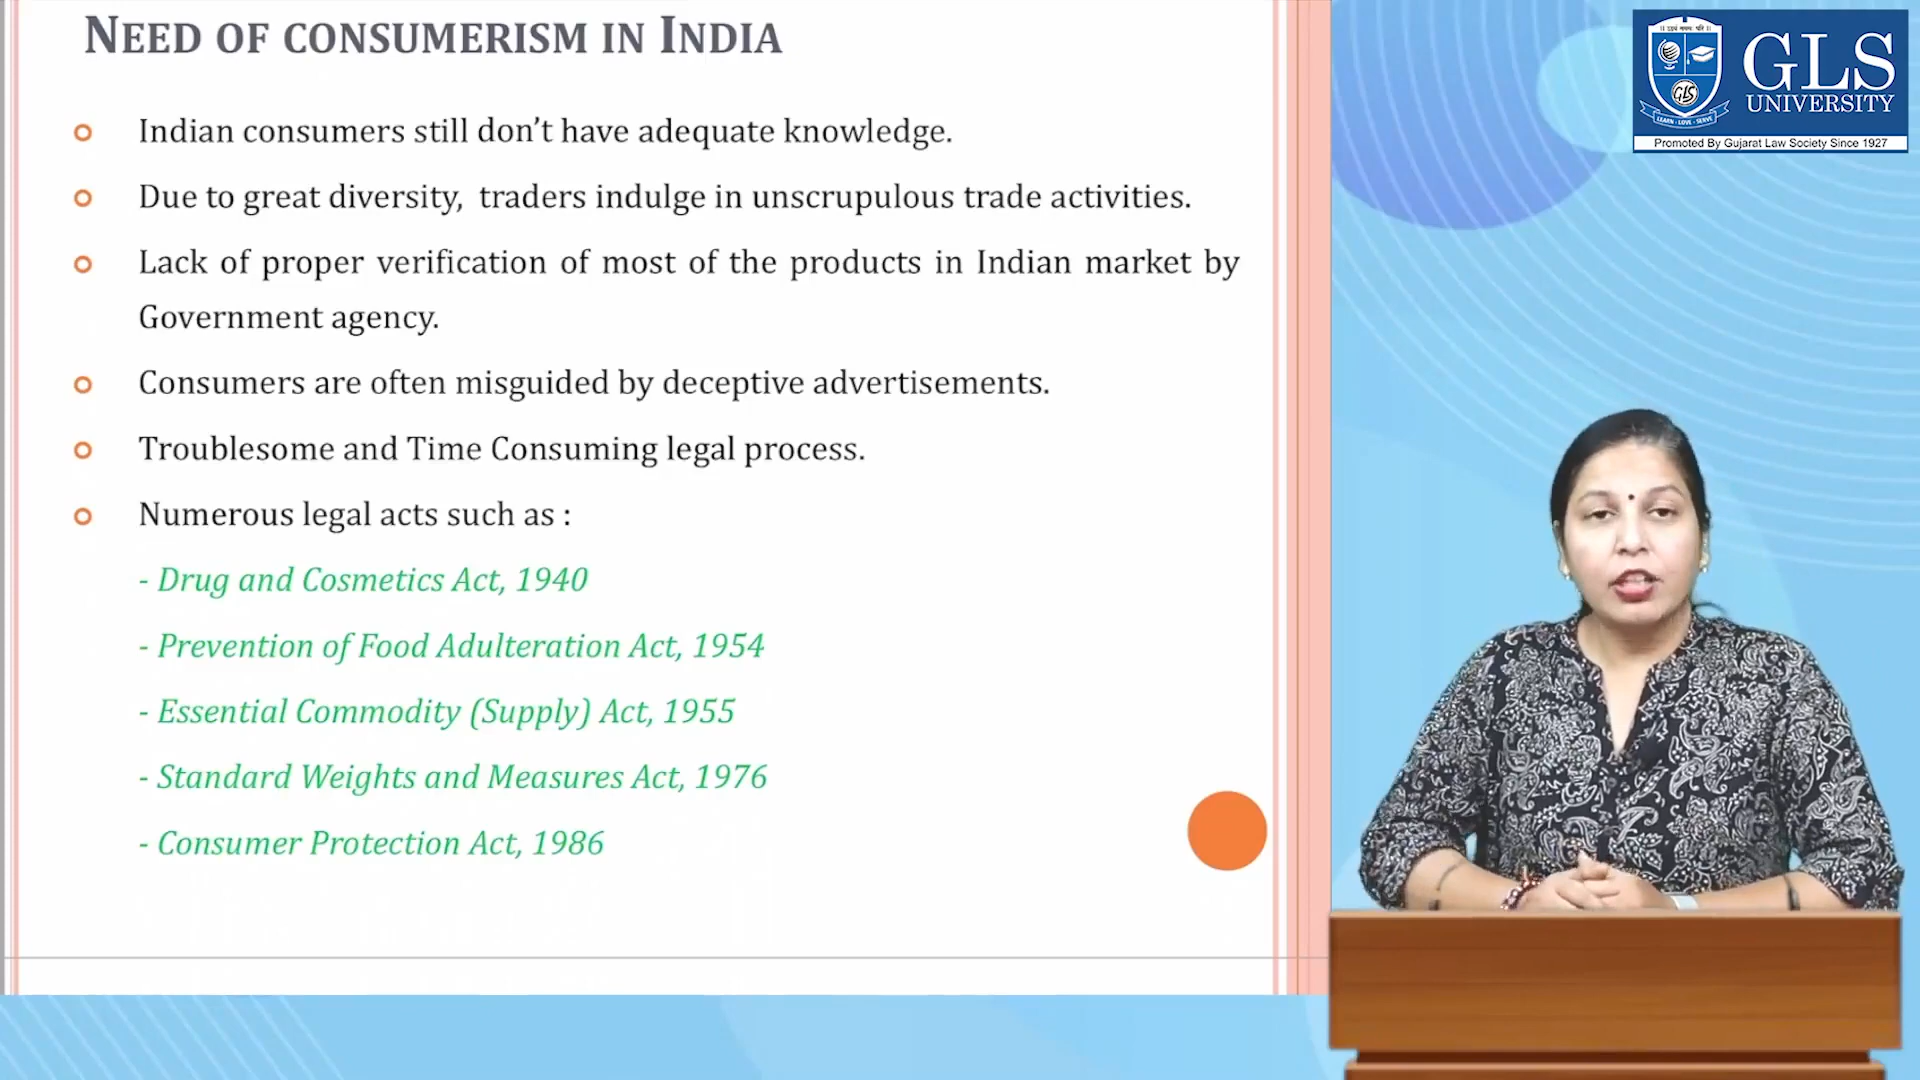 NEED OF CONSUMERISM IN INDIA
Indian consumers still don't have adequate knowledge.
Due to great diversity, traders indulge in unscrupulous trade activities.
Lack of proper verification of most of the products in Indian market by
Government agency.
Consumers are often misguided by deceptive advertisements.
Troublesome and Time Consuming legal process.
Numerous legal acts such as :
- Drug and Cosmetics Act, 1940
- Prevention of Food Adulteration Act, 1954
- Essential Commodity (Supply) Act, 1955
- Standard Weights and Measures Act, 1976
- Consumer Protection Act, 1986
GLS
UNIVERSITY
GLS
LEARN - LOVE - SERVE
Promoted By Gujarat Law Society Since 1927